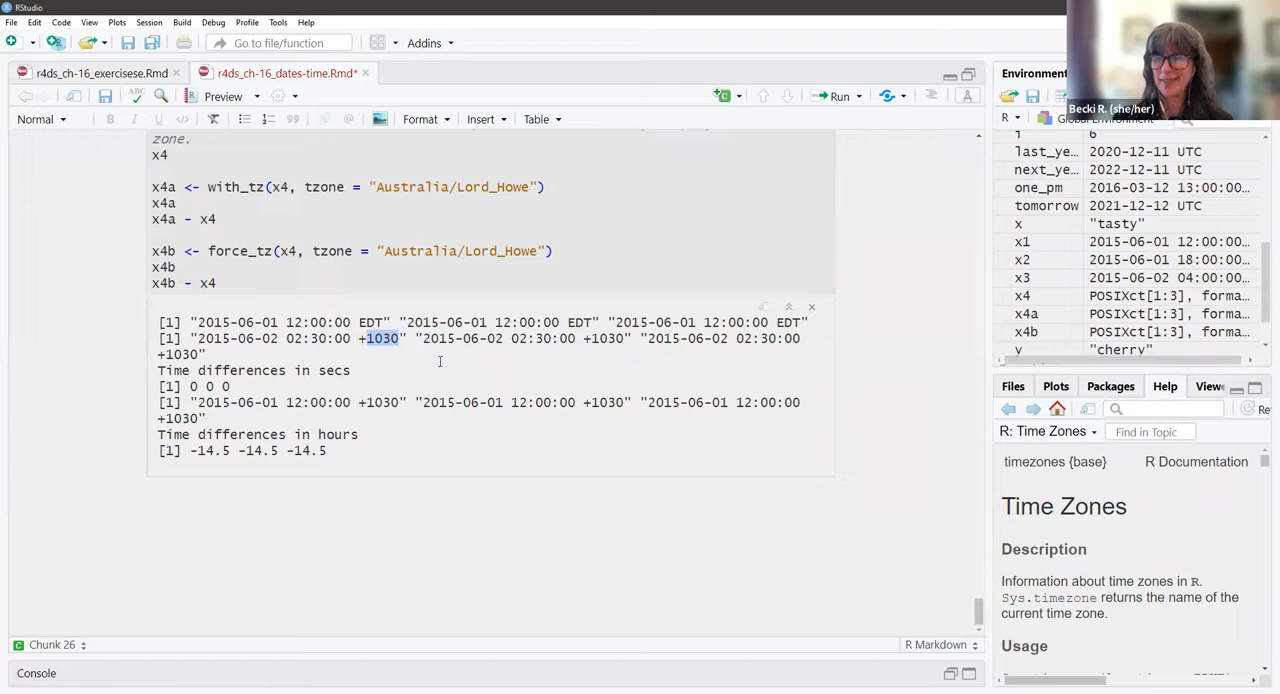 RStudio
File Edit Code View Plots Session Build Debug Profile Tools Help
Go to file/function Addins
r4ds_ch-16_exercisese.Rmd r4ds_ch-16_dates-time.Rmd*
ABC Preview Run
Normal B I U Format Insert Table
zone.
x4
x4a <- with_tz(x4, tzone = "Australia/Lord_Howe")
x4a
x4a - x4
x4b <- force_tz(x4, tzone = "Australia/Lord_Howe")
x4b
x4b - x4
[1] "2015-06-01 12:00:00 EDT" "2015-06-01 12:00:00 EDT" "2015-06-01 12:00:00 EDT"
[1] "2015-06-02 02:30:00 +1030" "2015-06-02 02:30:00 +1030" "2015-06-02 02:30:00
+1030"
Time differences in secs
[1] 0 0 0
[1] "2015-06-01 12:00:00 +1030" "2015-06-01 12:00:00 +1030" "2015-06-01 12:00:00
+1030"
Time differences in hours
[1] -14.5 -14.5 -14.5
Chunk 26 R Markdown
Console
Becki R. (she/her)
Environment
R Global Environment
6
last_ye… 2020-12-11 UTC
next_ye… 2022-12-11 UTC
one_pm 2016-03-12 13:00:00…
tomorrow 2021-12-12 UTC
x "tasty"
x1 2015-06-01 12:00:00…
x2 2015-06-01 18:00:00…
x3 2015-06-02 04:00:00…
x4 POSIXct[1:3], forma…
x4a POSIXct[1:3], forma…
x4b POSIXct[1:3], forma…
y "cherry"
Files Plots Packages Help View
Re
R: Time Zones Find in Topic
timezones {base} R Documentation
Time Zones
Description
Information about time zones in R.
Sys.timezone returns the name of the
current time zone.
Usage